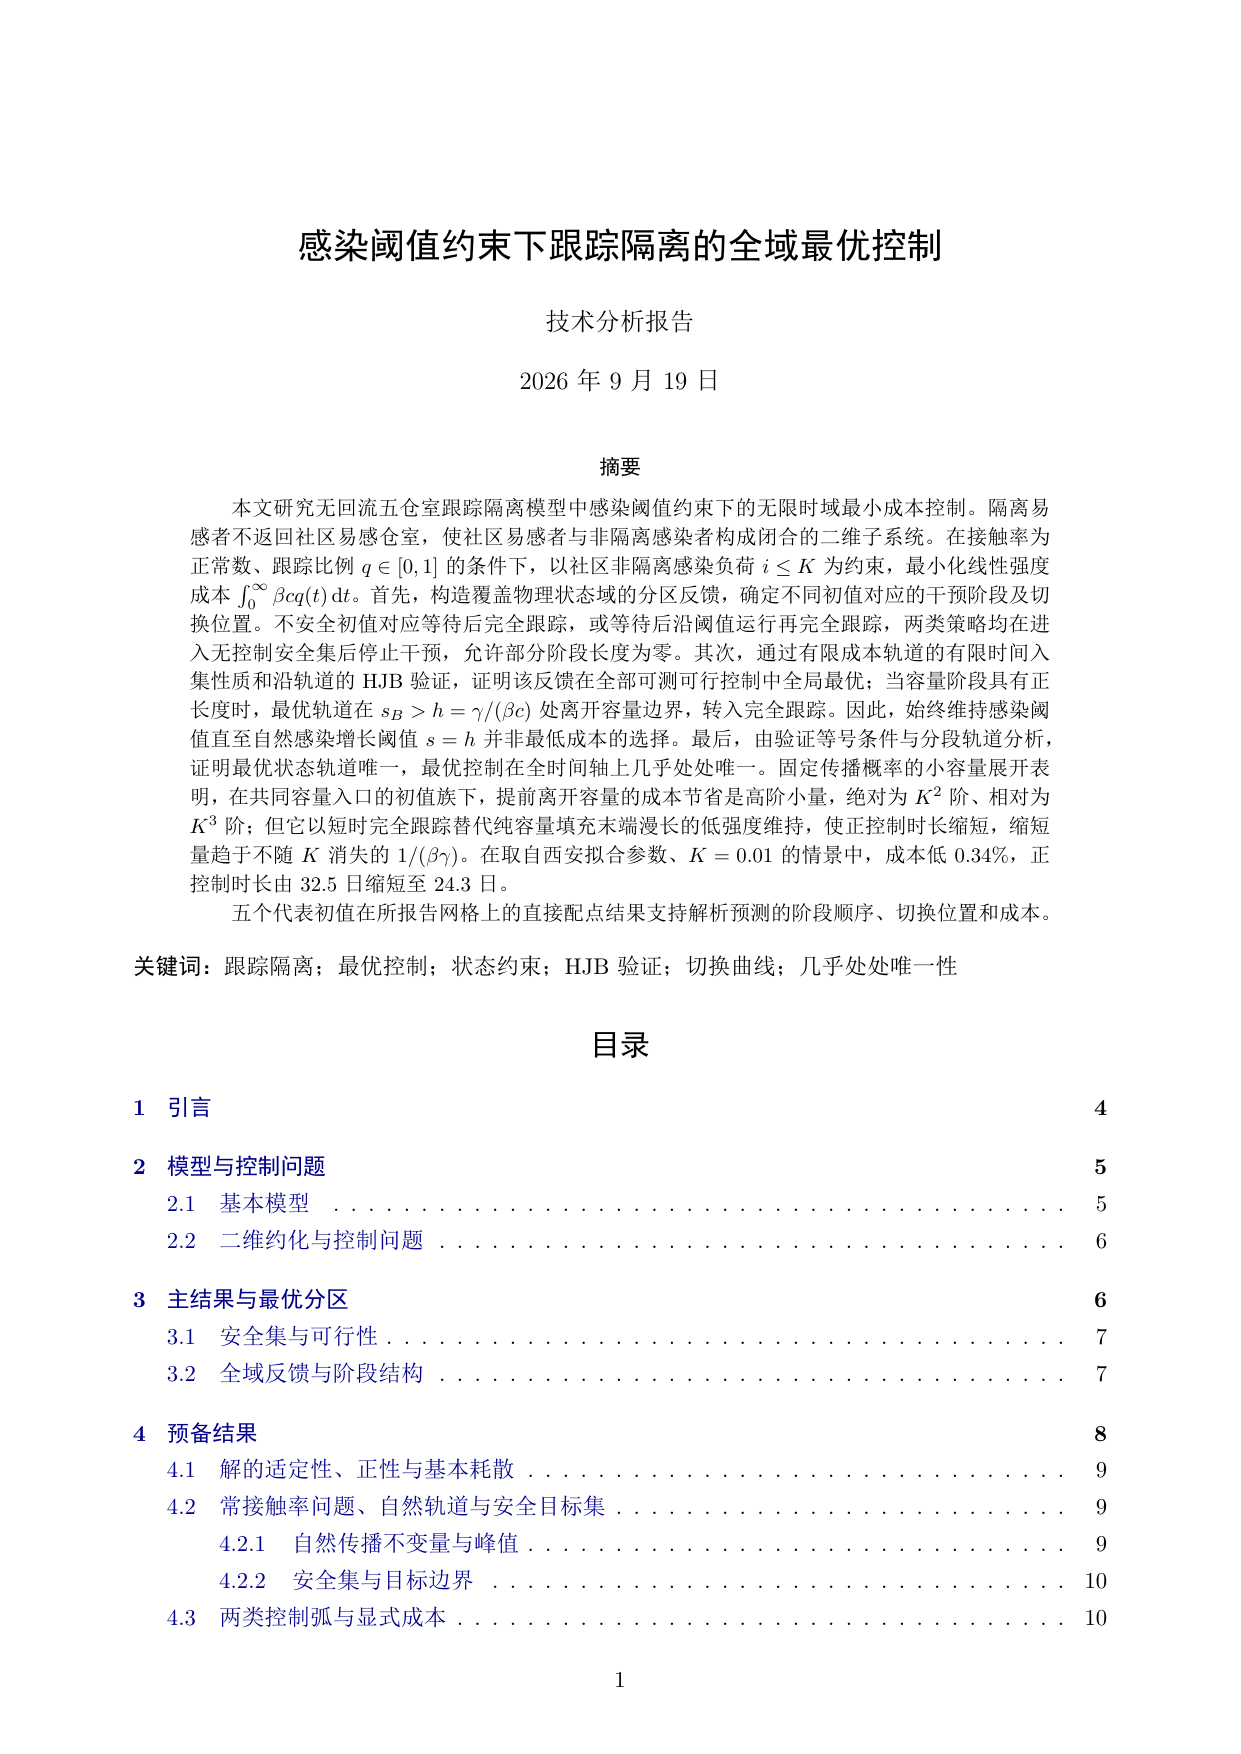 感染阈值约束下跟踪隔离的全域最优控制
技术分析报告
2026 年 9 月 19 日
摘要
本文研究无回流五仓室跟踪隔离模型中感染阈值约束下的无限时域最小成本控制。隔离易
感者不返回社区易感仓室，使社区易感者与非隔离感染者构成闭合的二维子系统。在接触率为
正常数、跟踪比例 q ∈ [0, 1] 的条件下，以社区非隔离感染负荷 i ≤ K 为约束，最小化线性强度
成本 ∫₀^∞ βcq(t) dt。首先，构造覆盖物理状态域的分区反馈，确定不同初值对应的干预阶段及切
换位置。不安全初值对应等待后完全跟踪，或等待后沿阈值运行再完全跟踪，两类策略均在进
入无控制安全集后停止干预，允许部分阶段长度为零。其次，通过有限成本轨道的有限时间入
集性质和沿轨道的 HJB 验证，证明该反馈在全部可测可行控制中全局最优；当容量阶段具有正
长度时，最优轨道在 s_B > h = γ/(βc) 处离开容量边界，转入完全跟踪。因此，始终维持感染阈
值直至自然感染增长阈值 s = h 并非最低成本的选择。最后，由验证等号条件与分段轨道分析，
证明最优状态轨道唯一，最优控制在全时间轴上几乎处处唯一。固定传播概率的小容量展开表
明，在共同容量入口的初值族下，提前离开容量的成本节省是高阶小量，绝对为 K² 阶、相对为
K³ 阶；但它以短时完全跟踪替代纯容量填充末端漫长的低强度维持，使正控制时长缩短，缩短
量趋于不随 K 消失的 1/(βγ)。在取自西安拟合参数、K = 0.01 的情景中，成本低 0.34%，正
控制时长由 32.5 日缩短至 24.3 日。
五个代表初值在所报告网格上的直接配点结果支持解析预测的阶段顺序、切换位置和成本。
关键词：跟踪隔离；最优控制；状态约束；HJB 验证；切换曲线；几乎处处唯一性
目录
1 引言 4
2 模型与控制问题 5
2.1 基本模型 . . . . . . . . . . . . . . . . . . . . . . . . . . . . . . 5
2.2 二维约化与控制问题 . . . . . . . . . . . . . . . . . . . . . . . . . . 6
3 主结果与最优分区 6
3.1 安全集与可行性 . . . . . . . . . . . . . . . . . . . . . . . . . . . . 7
3.2 全域反馈与阶段结构 . . . . . . . . . . . . . . . . . . . . . . . . . . 7
4 预备结果 8
4.1 解的适定性、正性与基本耗散 . . . . . . . . . . . . . . . . . . . . . . . 9
4.2 常接触率问题、自然轨道与安全目标集 . . . . . . . . . . . . . . . . . . . 9
4.2.1 自然传播不变量与峰值 . . . . . . . . . . . . . . . . . . . . . . . 9
4.2.2 安全集与目标边界 . . . . . . . . . . . . . . . . . . . . . . . . 10
4.3 两类控制弧与显式成本 . . . . . . . . . . . . . . . . . . . . . . . . . 10
1